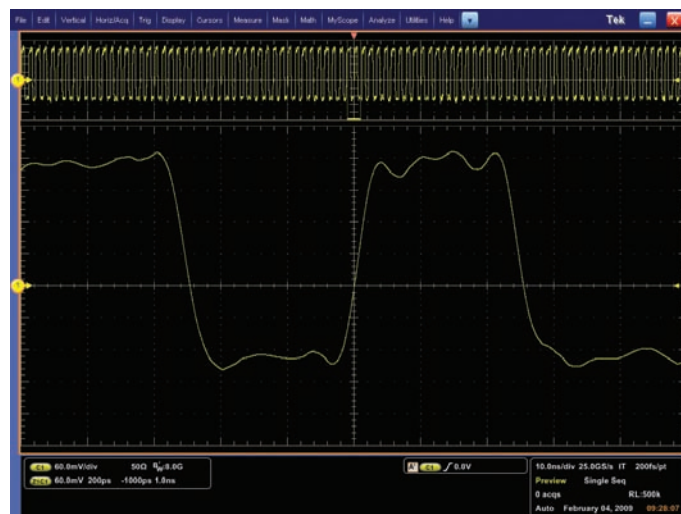 File Edit Vertical Horiz/Acq Trig Display Cursors Measure Mask Math MyScope Analyze Utilities Help Tek
C1 60.0mV/div 50Ω BW:8.0G
Z1C1 60.0mV 200ps -1000ps 1.0ns
A' C1 / 0.0V
10.0ns/div 25.0GS/s IT 200fs/pt
Preview Single Seq
0 acqs RL:500k
Auto February 04, 2009 09:28:07